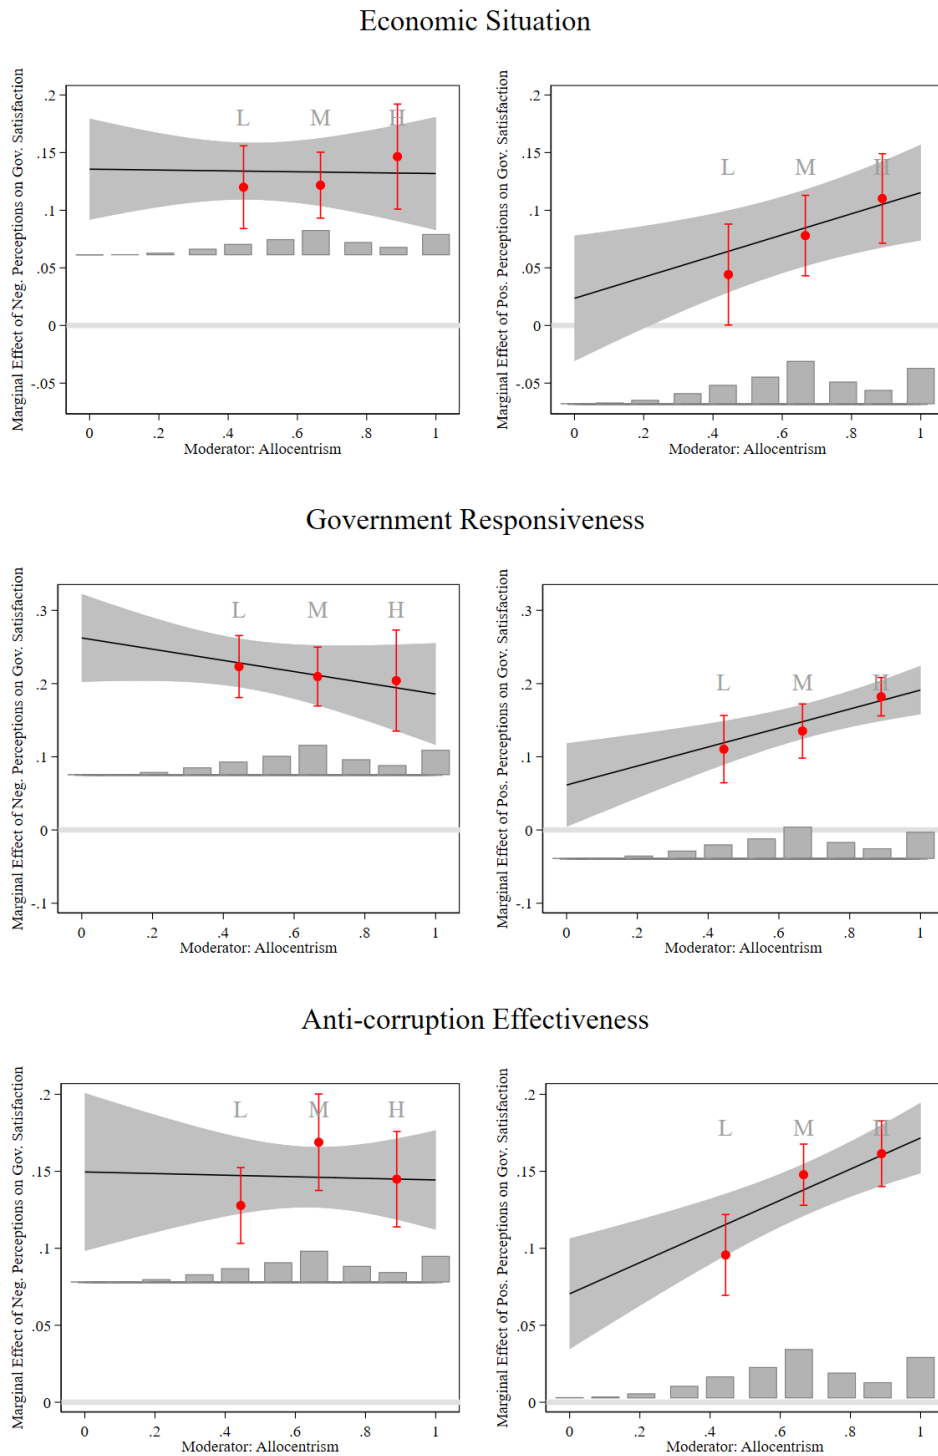 Economic Situation
Marginal Effect of Neg. Perceptions on Gov. Satisfaction
.2
.15
.1
.05
0
-.05
L M H
0 .2 .4 .6 .8 1
Moderator: Allocentrism
Marginal Effect of Pos. Perceptions on Gov. Satisfaction
.2
.15
.1
.05
0
-.05
L M H
0 .2 .4 .6 .8 1
Moderator: Allocentrism
Government Responsiveness
Marginal Effect of Neg. Perceptions on Gov. Satisfaction
.3
.2
.1
0
-.1
L M H
0 .2 .4 .6 .8 1
Moderator: Allocentrism
Marginal Effect of Pos. Perceptions on Gov. Satisfaction
.3
.2
.1
0
-.1
L M H
0 .2 .4 .6 .8 1
Moderator: Allocentrism
Anti-corruption Effectiveness
Marginal Effect of Neg. Perceptions on Gov. Satisfaction
.2
.15
.1
.05
0
L M H
0 .2 .4 .6 .8 1
Moderator: Allocentrism
Marginal Effect of Pos. Perceptions on Gov. Satisfaction
.2
.15
.1
.05
0
L M H
0 .2 .4 .6 .8 1
Moderator: Allocentrism